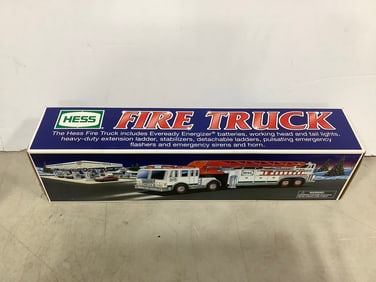 HESS
FIRE TRUCK
The Hess Fire Truck includes Eveready Energizer® batteries, working head and tail lights,
heavy-duty extension ladder, stabilizers, detachable ladders, pulsating emergency
flashers and emergency sirens and horn.
HESS